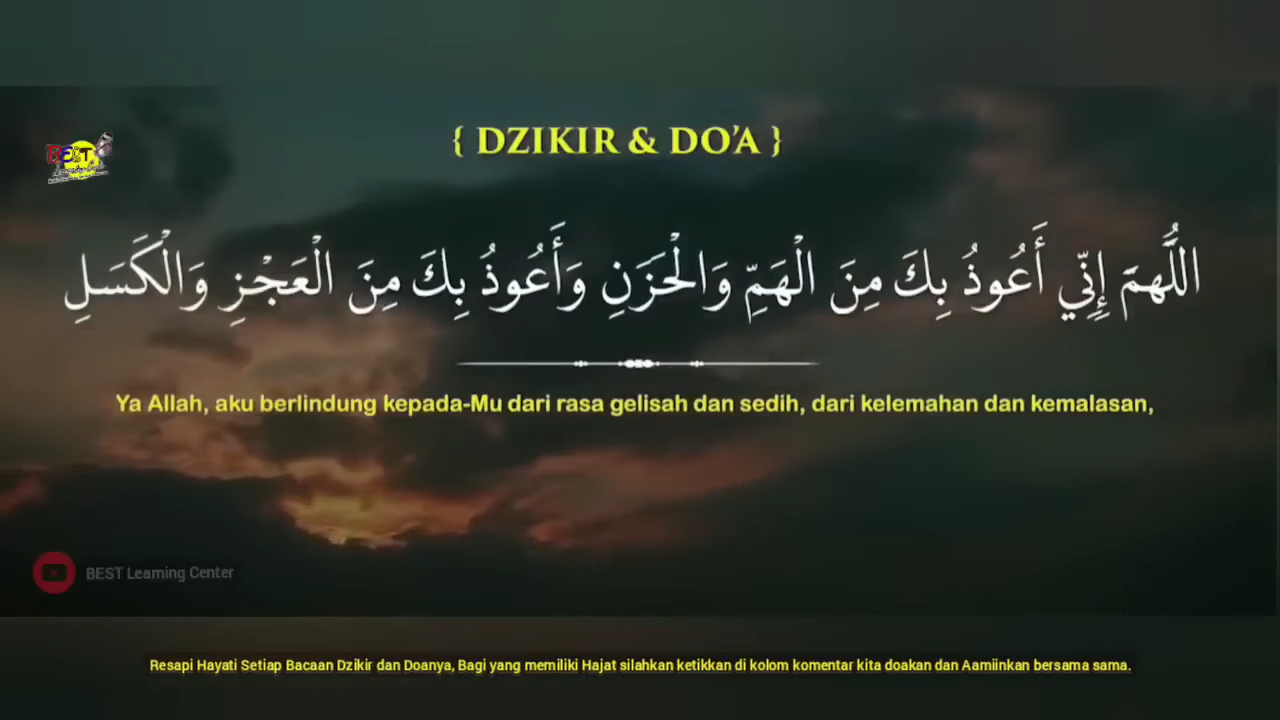 { DZIKIR & DO'A }
BEST
اللَّهُمَّ إِنِّي أَعُوذُ بِكَ مِنَ الْهَمِّ وَالْحَزَنِ وَأَعُوذُ بِكَ مِنَ الْعَجْزِ وَالْكَسَلِ
Ya Allah, aku berlindung kepada-Mu dari rasa gelisah dan sedih, dari kelemahan dan kemalasan,
BEST Learning Center
Resapi Hayati Setiap Bacaan Dzikir dan Doanya, Bagi yang memiliki Hajat silahkan ketikkan di kolom komentar kita doakan dan Aamiinkan bersama sama.